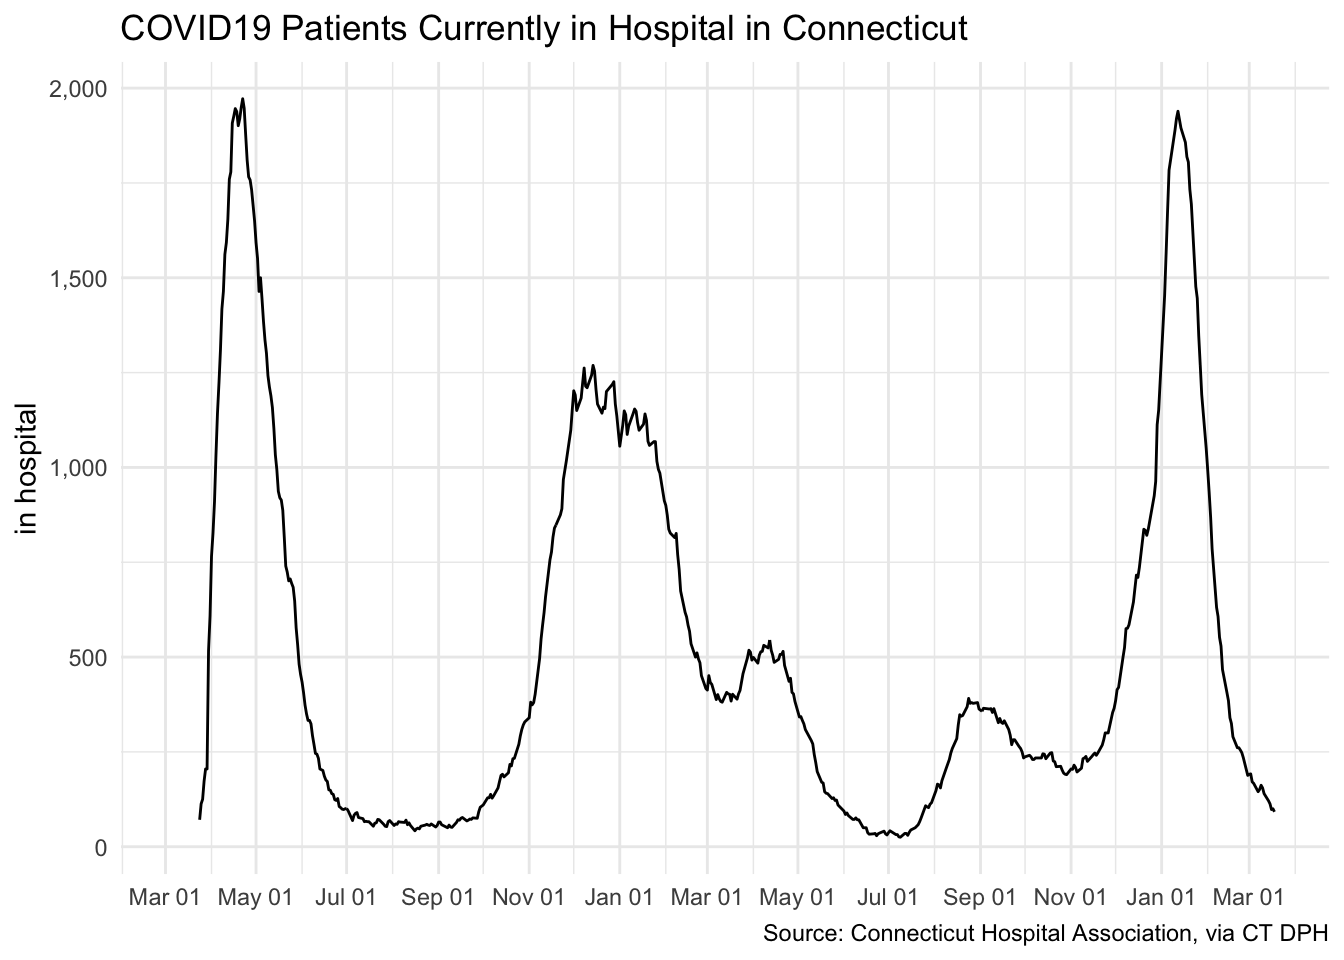 COVID19 Patients Currently in Hospital in Connecticut
2,000
1,500
1,000
500
0
in hospital
Mar 01 May 01 Jul 01 Sep 01 Nov 01 Jan 01 Mar 01 May 01 Jul 01 Sep 01 Nov 01 Jan 01 Mar 01
Source: Connecticut Hospital Association, via CT DPH